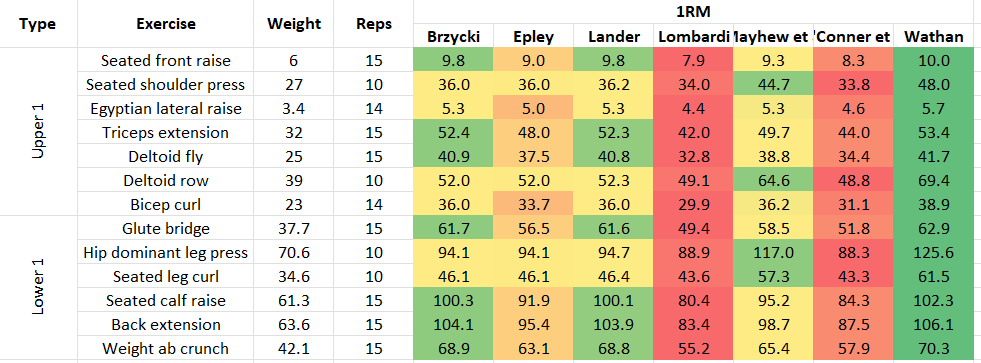 Type Exercise Weight Reps 1RM
Brzycki Epley Lander Lombardi Mayhew et 'Conner et Wathan
Upper 1
Seated front raise 6 15 9.8 9.0 9.8 7.9 9.3 8.3 10.0
Seated shoulder press 27 10 36.0 36.0 36.2 34.0 44.7 33.8 48.0
Egyptian lateral raise 3.4 14 5.3 5.0 5.3 4.4 5.3 4.6 5.7
Triceps extension 32 15 52.4 48.0 52.3 42.0 49.7 44.0 53.4
Deltoid fly 25 15 40.9 37.5 40.8 32.8 38.8 34.4 41.7
Deltoid row 39 10 52.0 52.0 52.3 49.1 64.6 48.8 69.4
Bicep curl 23 14 36.0 33.7 36.0 29.9 36.2 31.1 38.9
Lower 1
Glute bridge 37.7 15 61.7 56.5 61.6 49.4 58.5 51.8 62.9
Hip dominant leg press 70.6 10 94.1 94.1 94.7 88.9 117.0 88.3 125.6
Seated leg curl 34.6 10 46.1 46.1 46.4 43.6 57.3 43.3 61.5
Seated calf raise 61.3 15 100.3 91.9 100.1 80.4 95.2 84.3 102.3
Back extension 63.6 15 104.1 95.4 103.9 83.4 98.7 87.5 106.1
Weight ab crunch 42.1 15 68.9 63.1 68.8 55.2 65.4 57.9 70.3